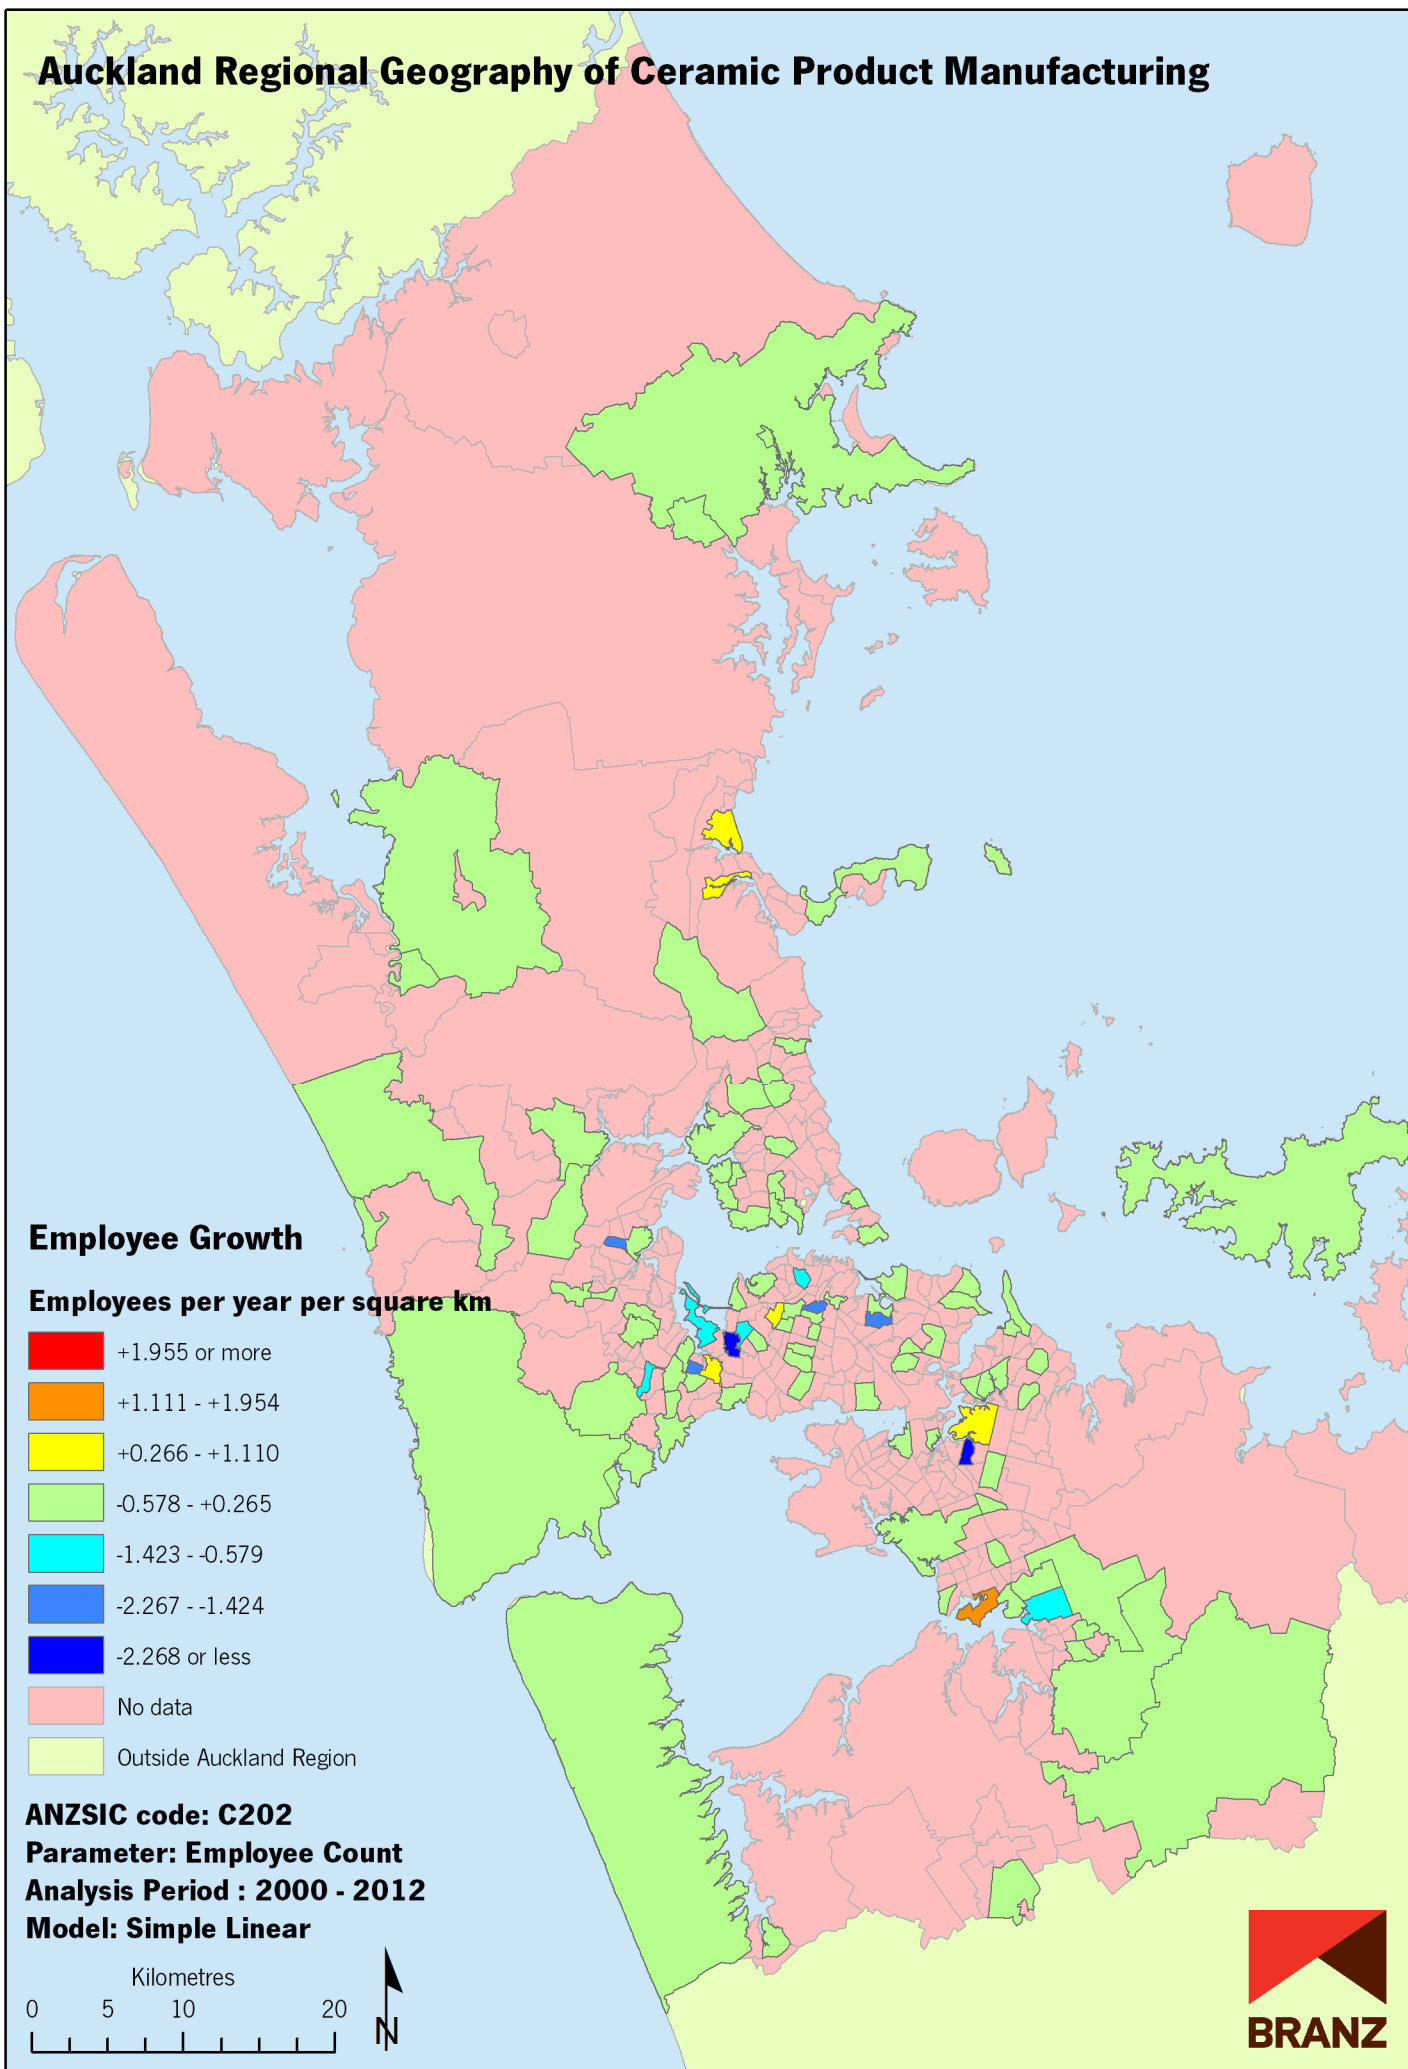 Auckland Regional Geography of Ceramic Product Manufacturing
Employee Growth
Employees per year per square km
+1.955 or more
+1.111 - +1.954
+0.266 - +1.110
-0.578 - +0.265
-1.423 - -0.579
-2.267 - -1.424
-2.268 or less
No data
Outside Auckland Region
ANZSIC code: C202
Parameter: Employee Count
Analysis Period : 2000 - 2012
Model: Simple Linear
Kilometres
0 5 10 20
N
BRANZ